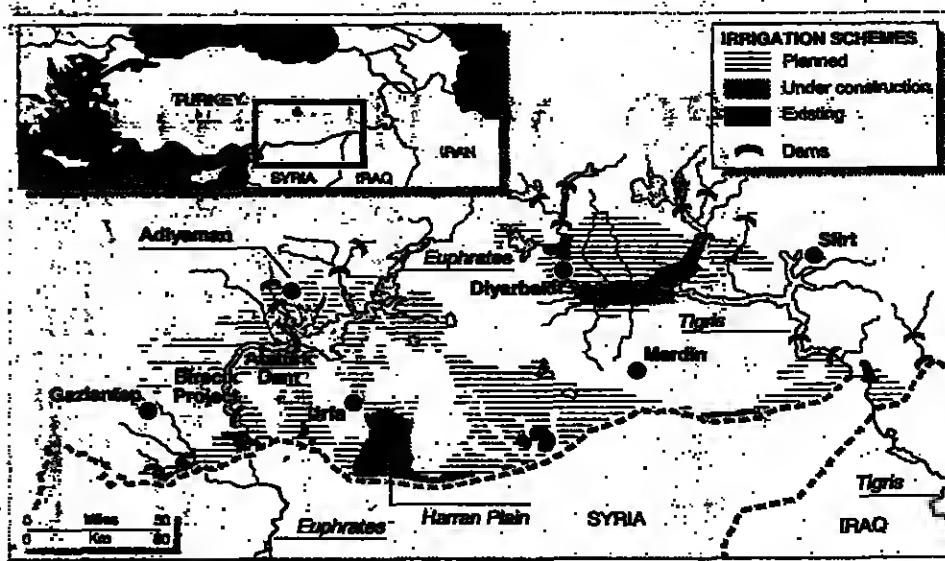 TURKEY
SYRIA
IRAQ
IRAN
IRRIGATION SCHEMES
Planned
Under construction
Existing
Dams
Adiyaman
Euphrates
Diyarbakir
Siirt
Tigris
Mardin
Ataturk
Dam
Birecik
Project
Gaziantep
Urfa
Harran Plain
Euphrates
SYRIA
IRAQ
Tigris
0 Miles 50
0 Km 80